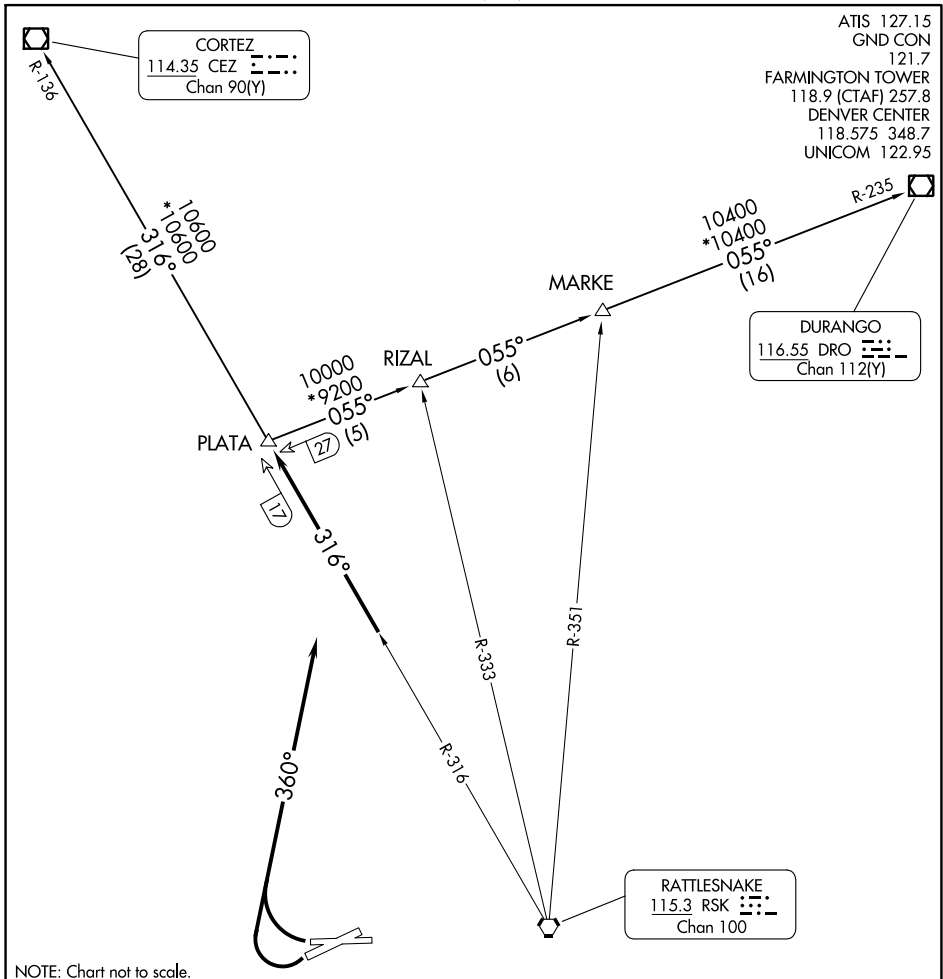 ATIS 127.15
GND CON
121.7
FARMINGTON TOWER
118.9 (CTAF) 257.8
DENVER CENTER
118.575 348.7
UNICOM 122.95
CORTEZ
114.35 CEZ
Chan 90(Y)
R-136
10600
*10600
316°
(28)
R-235
10400
*10400
055°
(16)
MARKE
DURANGO
116.55 DRO
Chan 112(Y)
RIZAL
055°
(6)
10000
*9200
055°
(5)
PLATA
27
17
316°
R-333
R-351
R-316
360°
RATTLESNAKE
115.3 RSK
Chan 100
NOTE: Chart not to scale.